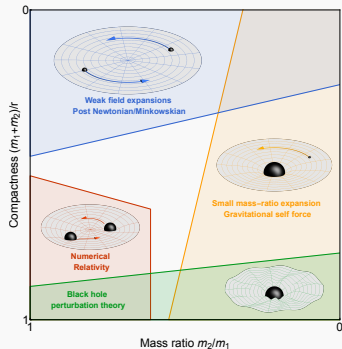 0
Weak field expansions
Post Newtonian/Minkowskian
Compactness (m₁+m₂)/r
Small mass-ratio expansion
Gravitational self force
Numerical
Relativity
Black hole
perturbation theory
1
1
0
Mass ratio m₂/m₁